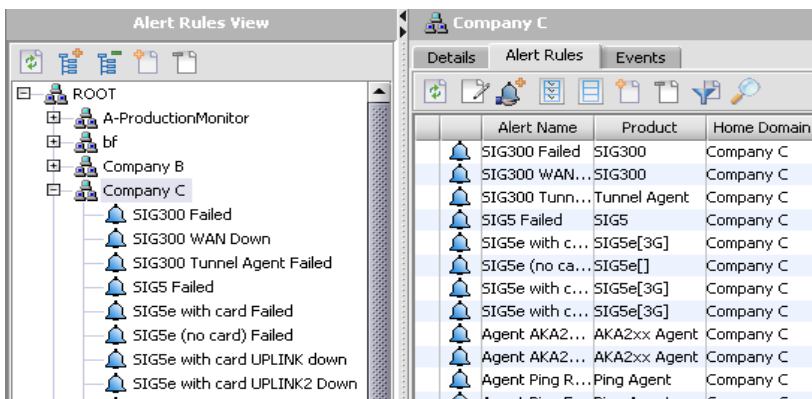 Alert Rules View
ROOT
A-ProductionMonitor
bf
Company B
Company C
SIG300 Failed
SIG300 WAN Down
SIG300 Tunnel Agent Failed
SIG5 Failed
SIG5e with card Failed
SIG5e (no card) Failed
SIG5e with card UPLINK down
SIG5e with card UPLINK2 Down
Company C
Details Alert Rules Events
Alert Name Product Home Domain
SIG300 Failed SIG300 Company C
SIG300 WAN... SIG300 Company C
SIG300 Tunn... Tunnel Agent Company C
SIG5 Failed SIG5 Company C
SIG5e with c... SIG5e[3G] Company C
SIG5e (no ca... SIG5e[] Company C
SIG5e with c... SIG5e[3G] Company C
SIG5e with c... SIG5e[3G] Company C
Agent AKA2... AKA2xx Agent Company C
Agent AKA2... AKA2xx Agent Company C
Agent Ping R... Ping Agent Company C